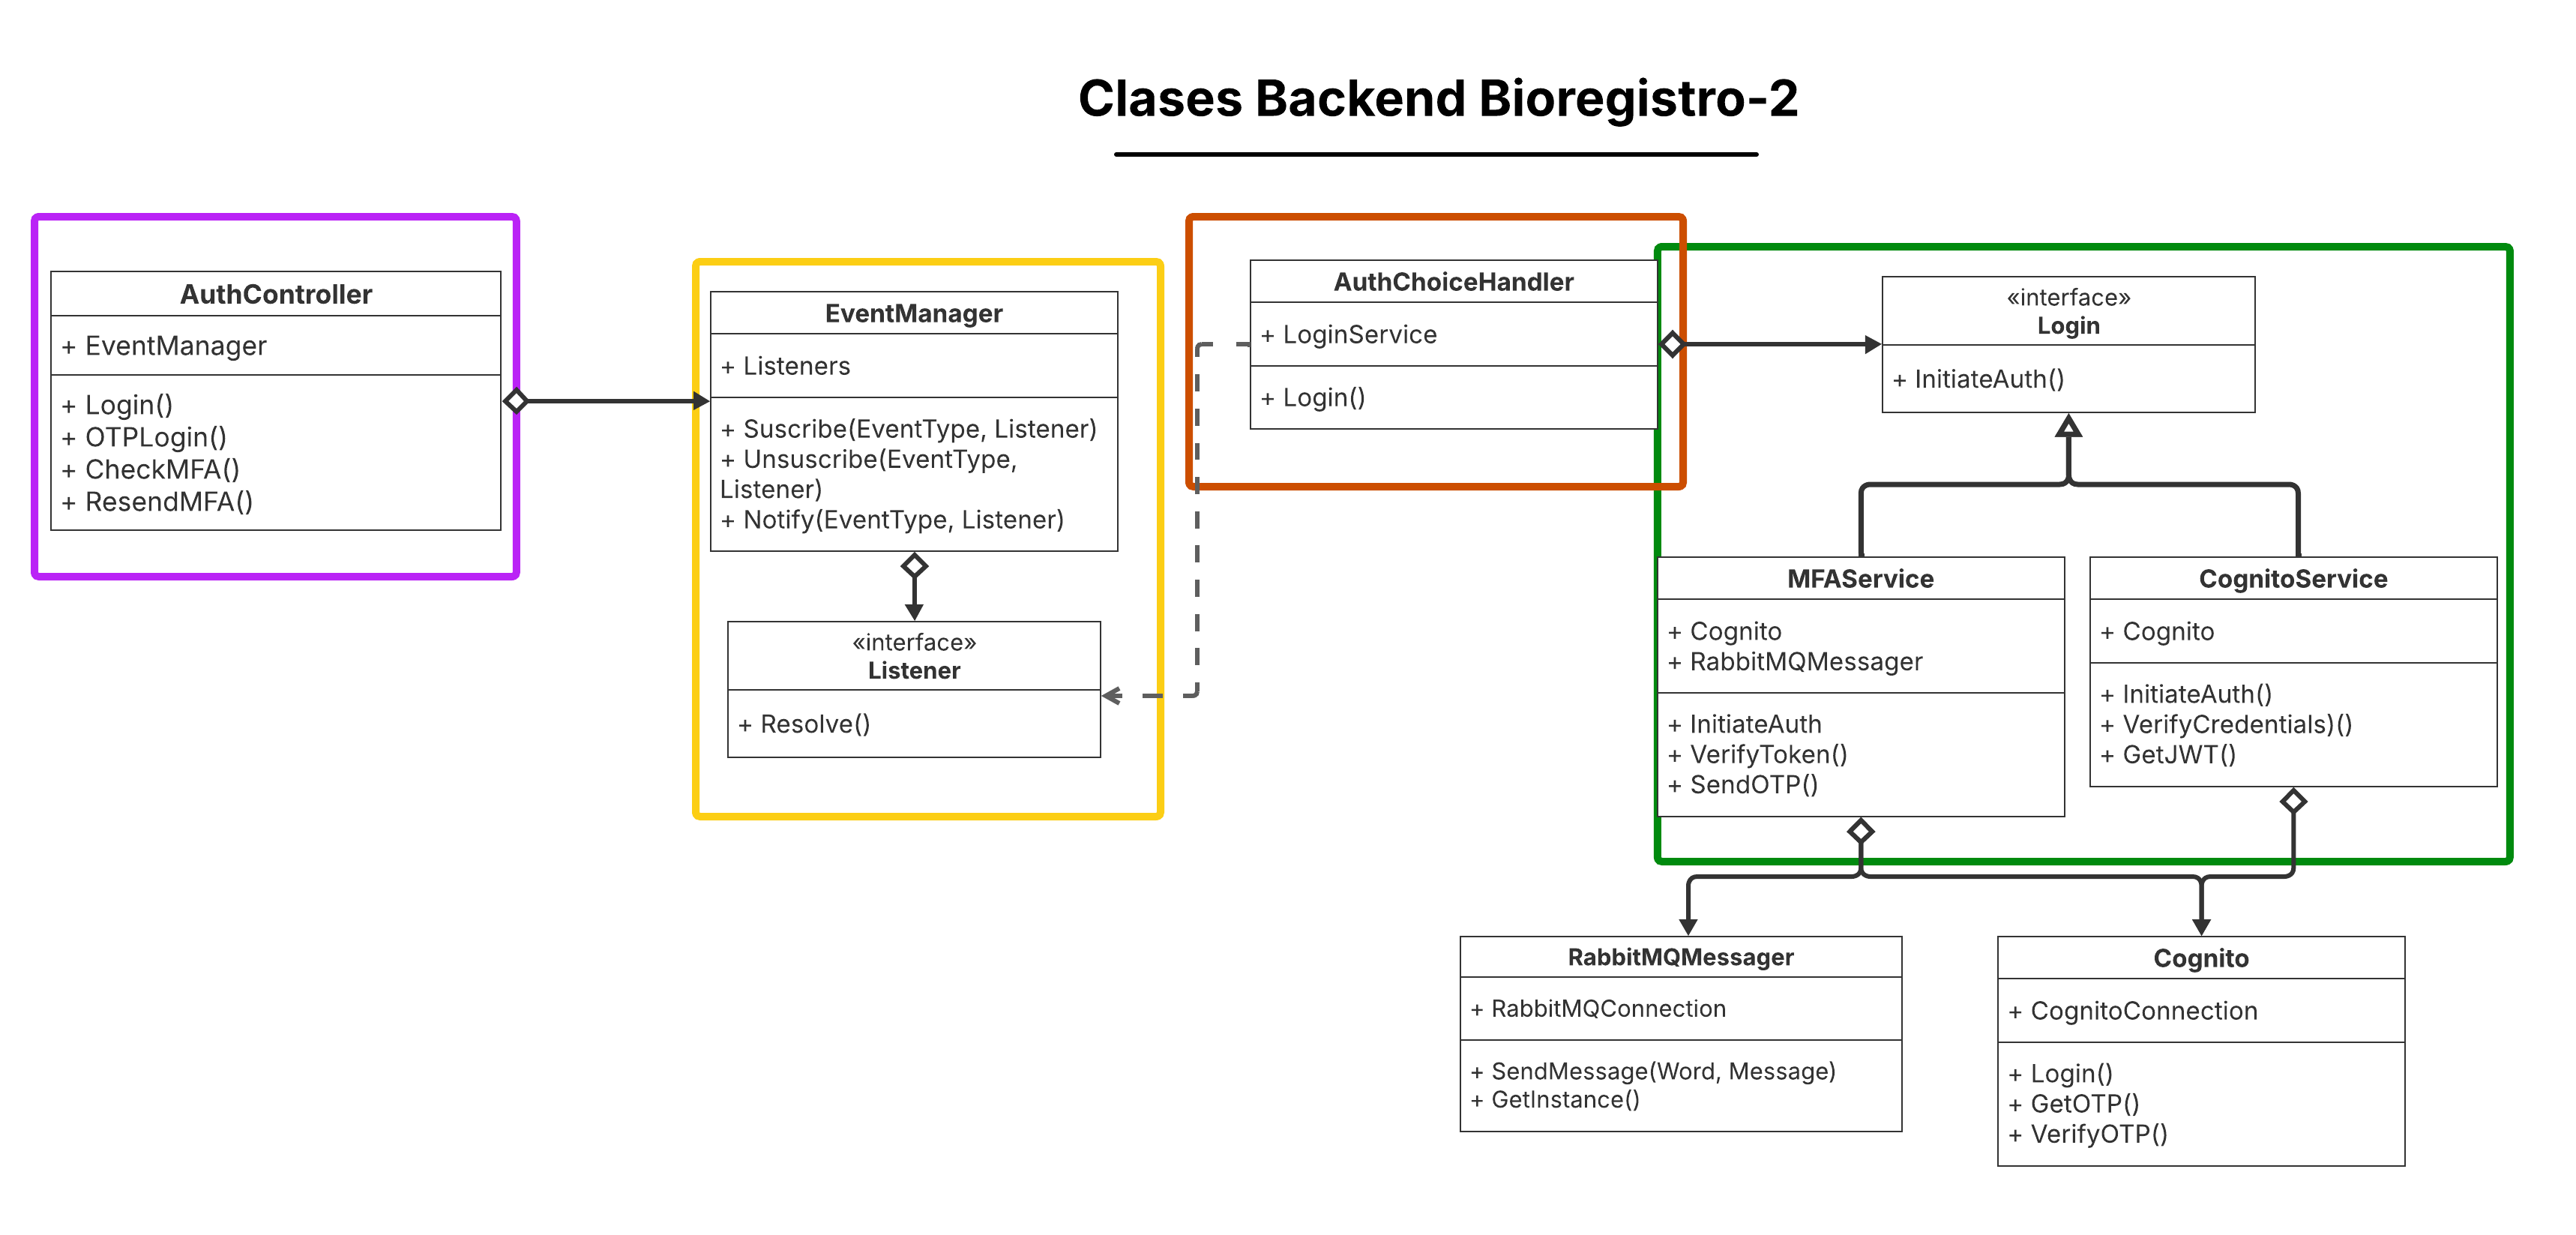 Clases Backend Bioregistro-2
AuthController
+ EventManager
+ Login()
+ OTPLogin()
+ CheckMFA()
+ ResendMFA()
EventManager
+ Listeners
+ Suscribe(EventType, Listener)
+ Unsuscribe(EventType,
Listener)
+ Notify(EventType, Listener)
«interface»
Listener
+ Resolve()
AuthChoiceHandler
+ LoginService
+ Login()
«interface»
Login
+ InitiateAuth()
MFAService
+ Cognito
+ RabbitMQMessager
+ InitiateAuth
+ VerifyToken()
+ SendOTP()
CognitoService
+ Cognito
+ InitiateAuth()
+ VerifyCredentials)()
+ GetJWT()
RabbitMQMessager
+ RabbitMQConnection
+ SendMessage(Word, Message)
+ GetInstance()
Cognito
+ CognitoConnection
+ Login()
+ GetOTP()
+ VerifyOTP()